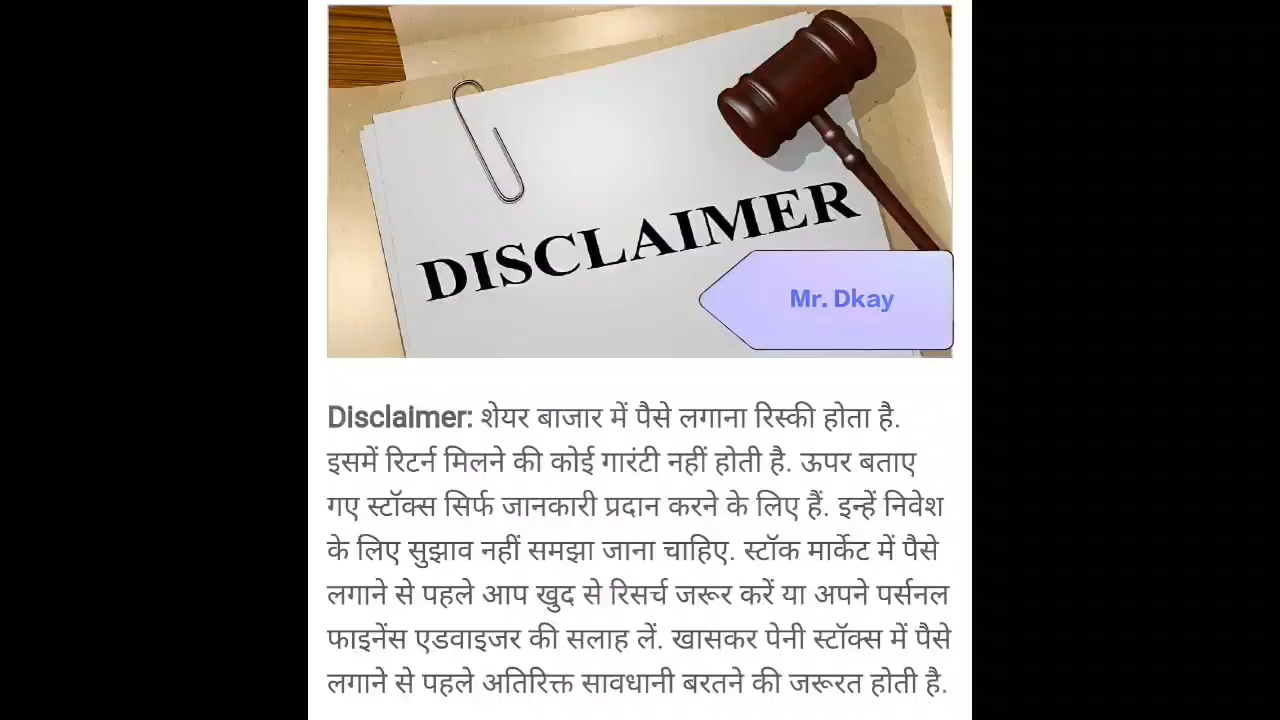 DISCLAIMER
Mr. Dkay
Disclaimer: शेयर बाजार में पैसे लगाना रिस्की होता है.
इसमें रिटर्न मिलने की कोई गारंटी नहीं होती है. ऊपर बताए
गए स्टॉक्स सिर्फ जानकारी प्रदान करने के लिए हैं. इन्हें निवेश
के लिए सुझाव नहीं समझा जाना चाहिए. स्टॉक मार्केट में पैसे
लगाने से पहले आप खुद से रिसर्च जरूर करें या अपने पर्सनल
फाइनेंस एडवाइजर की सलाह लें. खासकर पेनी स्टॉक्स में पैसे
लगाने से पहले अतिरिक्त सावधानी बरतने की जरूरत होती है.